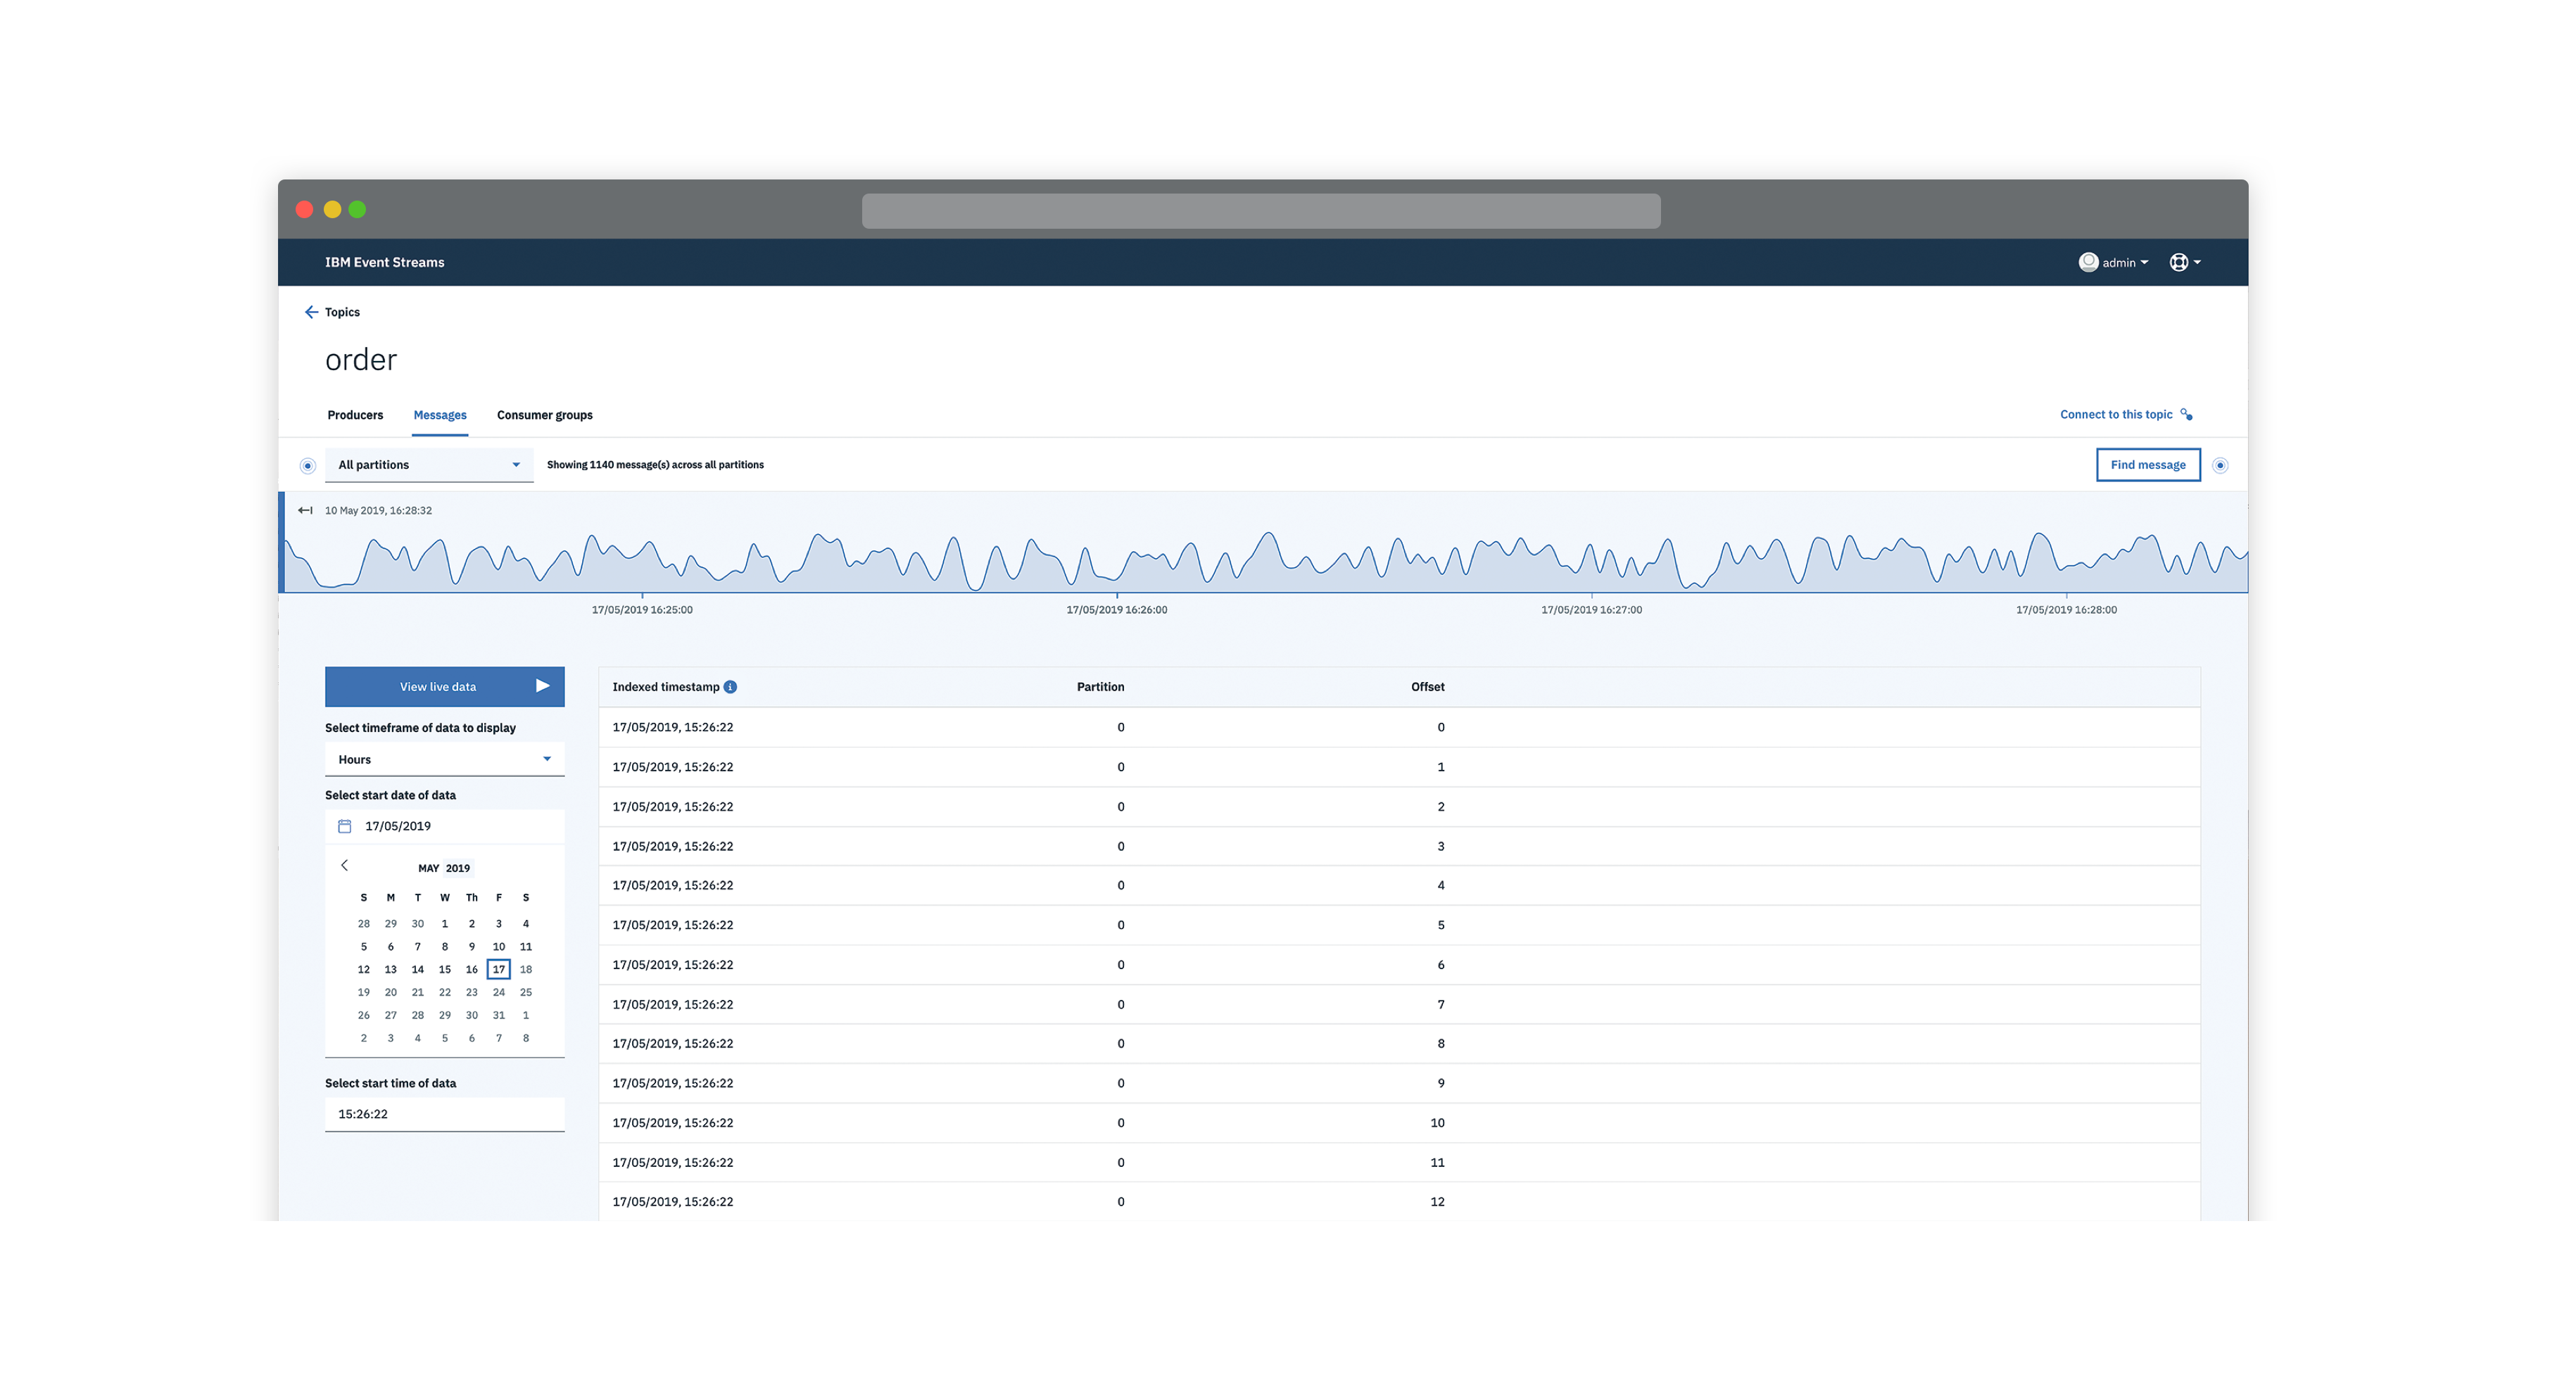 IBM Event Streams
admin
Topics
order
Producers Messages Consumer groups
Connect to this topic
All partitions
Showing 1140 message(s) across all partitions
Find message
10 May 2019, 16:28:32
17/05/2019 16:25:00 17/05/2019 16:26:00 17/05/2019 16:27:00 17/05/2019 16:28:00
View live data
Select timeframe of data to display
Hours
Select start date of data
17/05/2019
MAY 2019
S M T W Th F S
28 29 30 1 2 3 4
5 6 7 8 9 10 11
12 13 14 15 16 17 18
19 20 21 22 23 24 25
26 27 28 29 30 31 1
2 3 4 5 6 7 8
Select start time of data
15:26:22
Indexed timestamp i Partition Offset
17/05/2019, 15:26:22 0 0
17/05/2019, 15:26:22 0 1
17/05/2019, 15:26:22 0 2
17/05/2019, 15:26:22 0 3
17/05/2019, 15:26:22 0 4
17/05/2019, 15:26:22 0 5
17/05/2019, 15:26:22 0 6
17/05/2019, 15:26:22 0 7
17/05/2019, 15:26:22 0 8
17/05/2019, 15:26:22 0 9
17/05/2019, 15:26:22 0 10
17/05/2019, 15:26:22 0 11
17/05/2019, 15:26:22 0 12